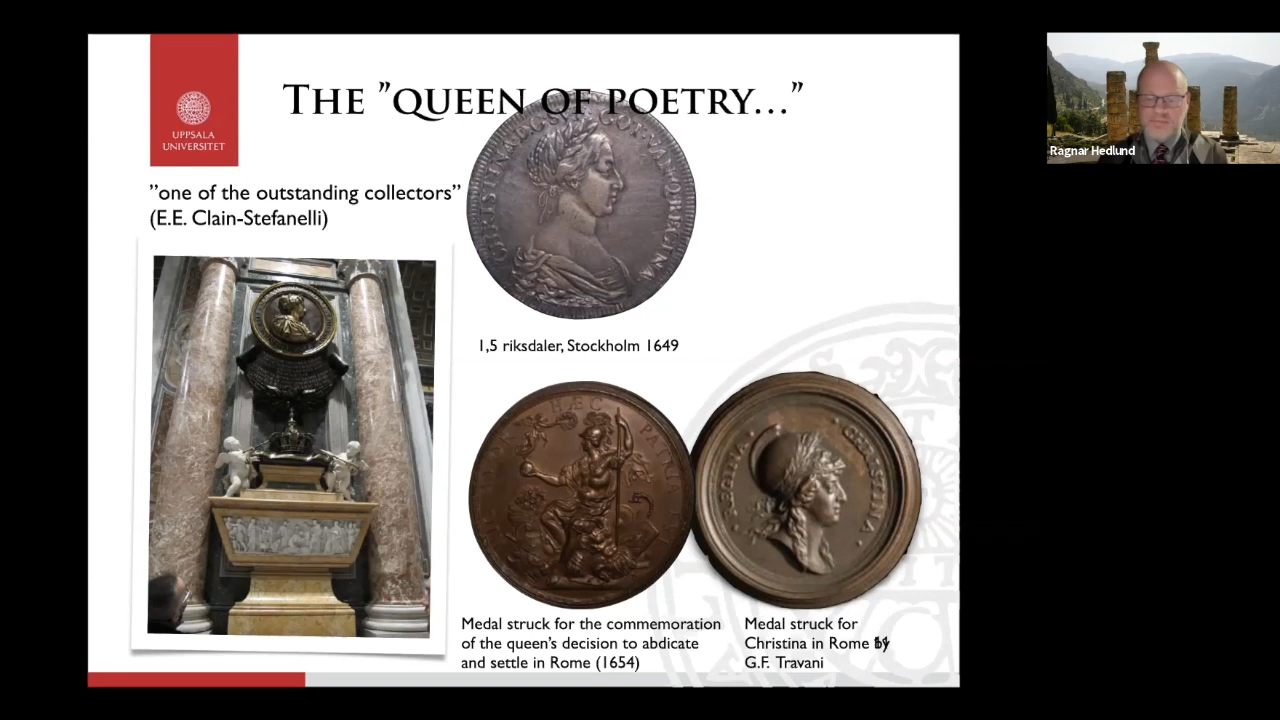 THE ”QUEEN OF POETRY…”
UPPSALA
UNIVERSITET
”one of the outstanding collectors”
(E.E. Clain-Stefanelli)
1,5 riksdaler, Stockholm 1649
Medal struck for the commemoration
of the queen’s decision to abdicate
and settle in Rome (1654)
Medal struck for
Christina in Rome by
G.F. Travani
REGINA · CHRISTINA ·
HEC PATRIA
Ragnar Hedlund